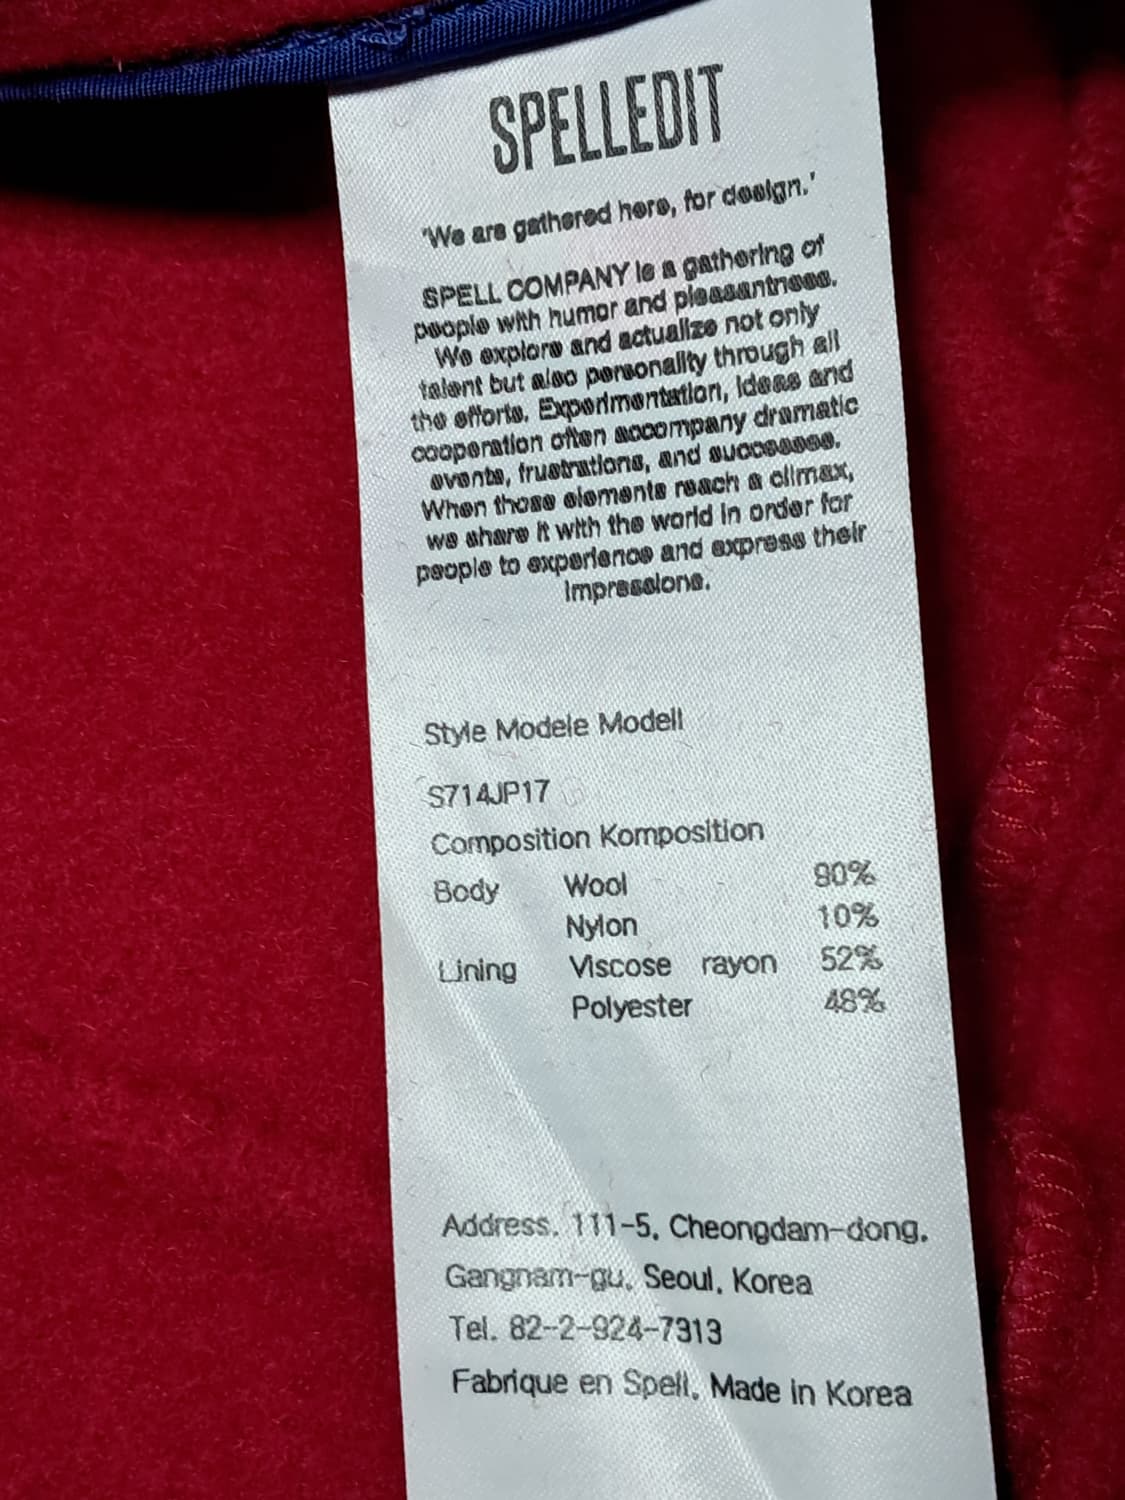 SPELLEDIT
'We are gathered here, for design.'
SPELL COMPANY is a gathering of
people with humor and pleasantness.
We explore and actualize not only
talent but also personality through all
the efforts. Experimentation, ideas and
cooperation often accompany dramatic
events, frustrations, and successes.
When those elements reach a climax,
we share it with the world in order for
people to experience and express their
impressions.
Style Modele Modell
S714JP17
Composition Komposition
Body Wool 90%
Nylon 10%
Lining Viscose rayon 52%
Polyester 48%
Address. 111-5, Cheongdam-dong,
Gangnam-gu, Seoul, Korea
Tel. 82-2-924-7313
Fabrique en Spell, Made in Korea